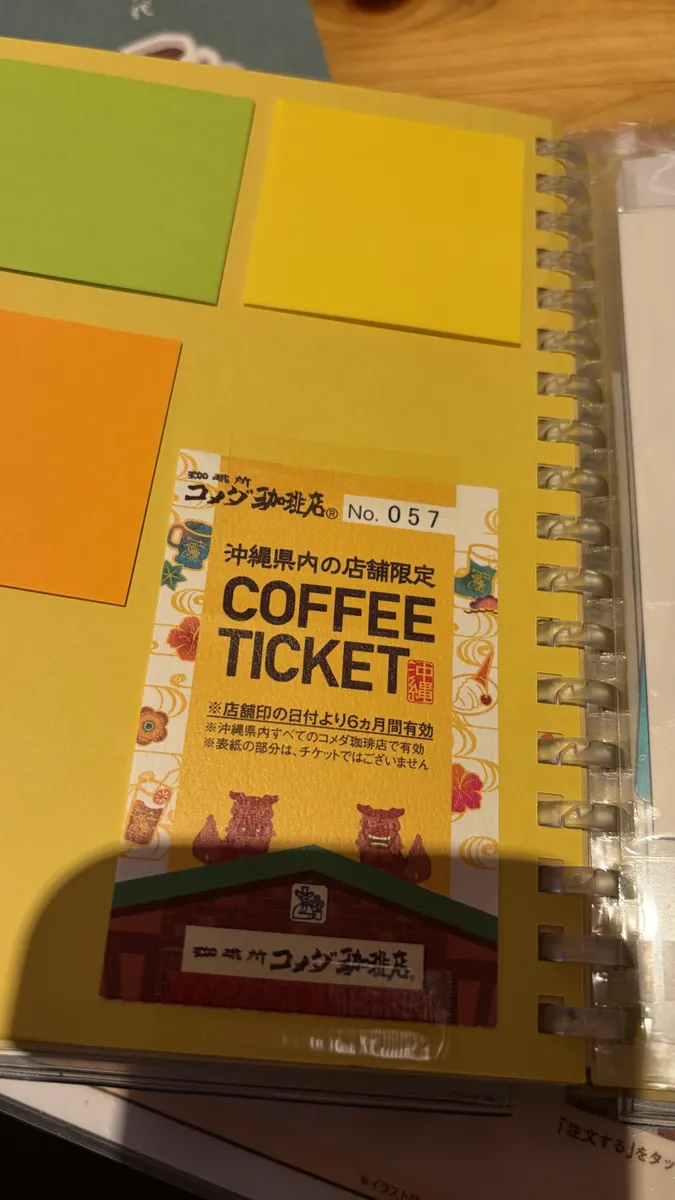 珈琲所
コメダ珈琲店® No. 057
沖縄県内の店舗限定
COFFEE
TICKET
沖縄
※店舗印の日付より6ヵ月間有効
※沖縄県内すべてのコメダ珈琲店で有効
※表紙の部分は、チケットではございません
珈琲所 コメダ珈琲店®
「注文する」をタッ
※イラスト